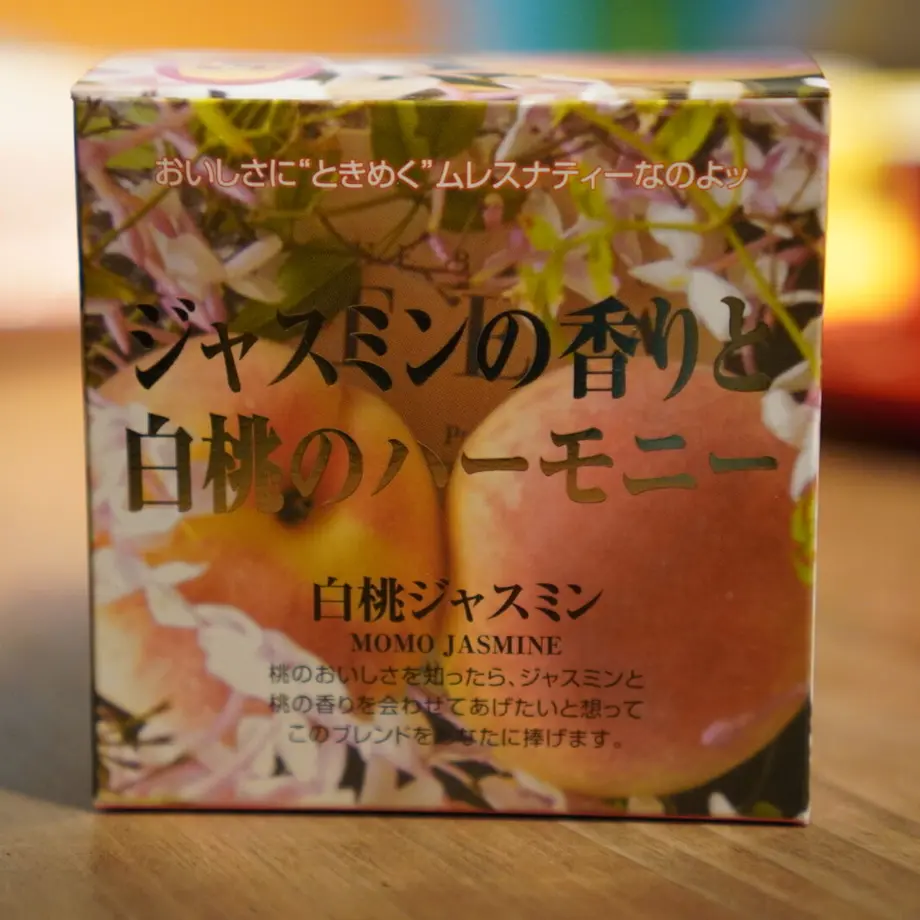 おいしさに“ときめく”ムレスナティーなのよッ
ジャスミンの香りと
白桃のハーモニー
白桃ジャスミン
MOMO JASMINE
桃のおいしさを知ったら、ジャスミンと
桃の香りを会わせてあげたいと想って
このブレンドをあなたに捧げます。